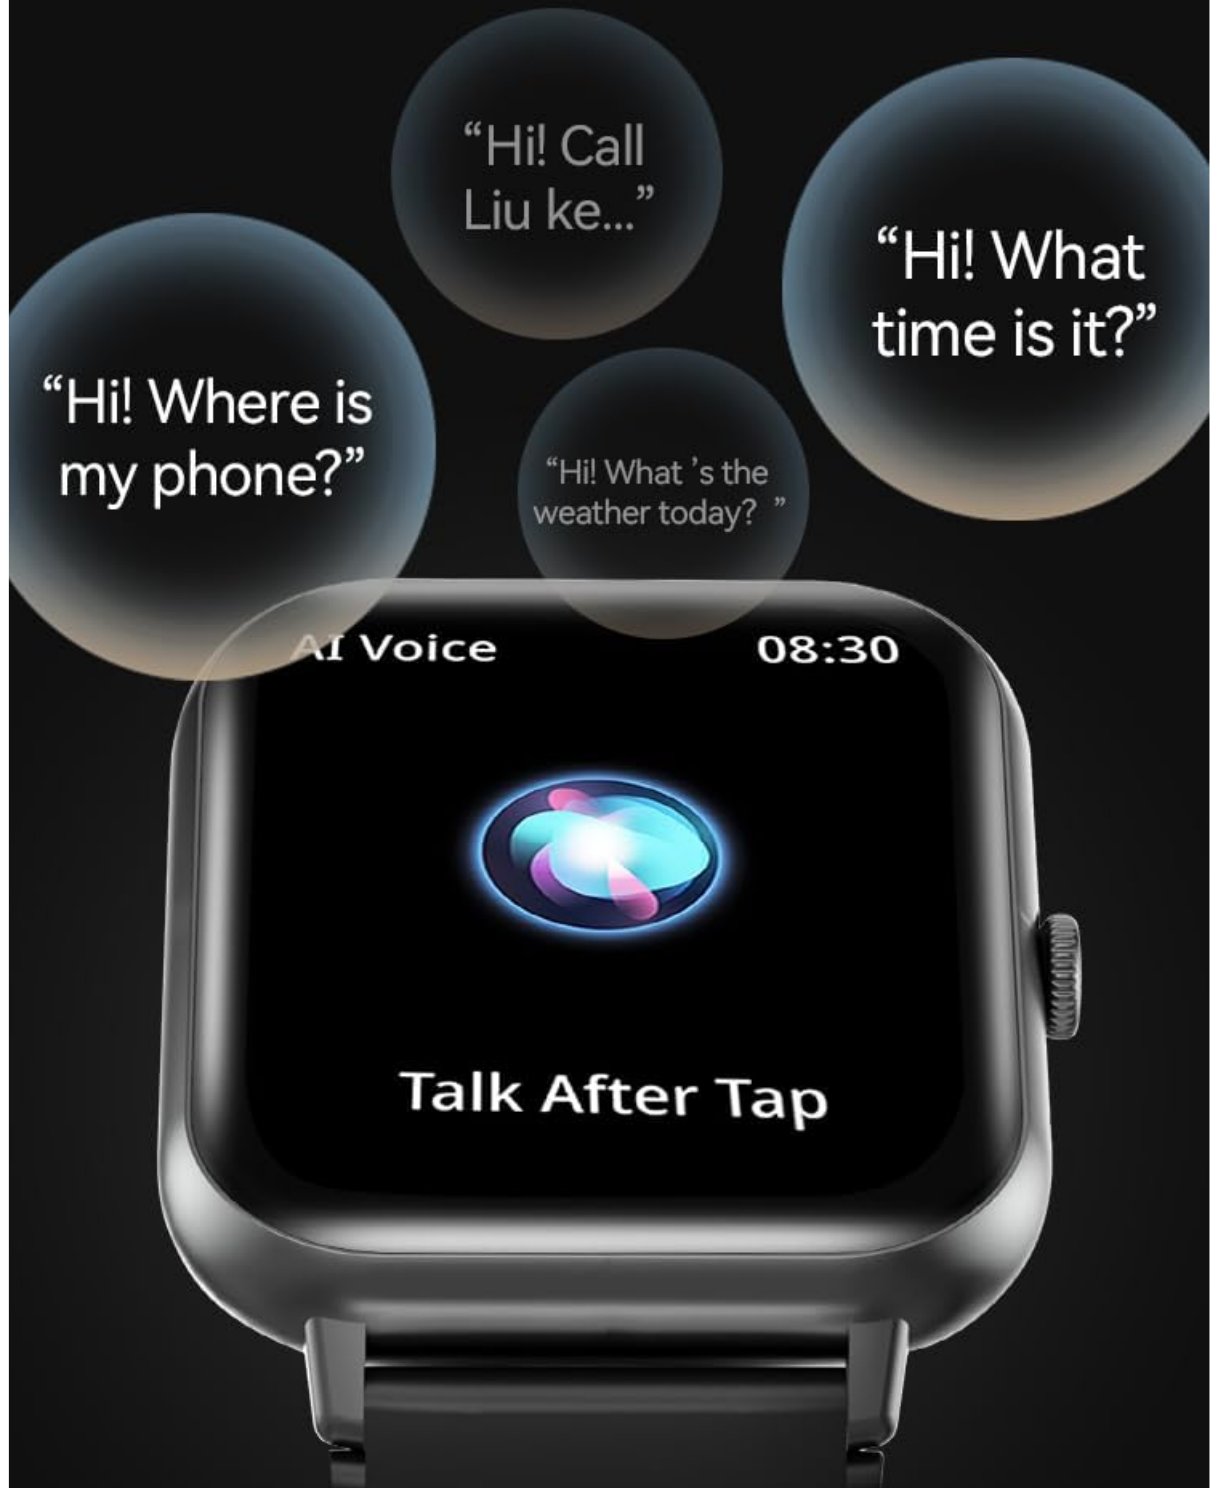 “Hi! Call
Liu ke...”
“Hi! What
time is it?”
“Hi! Where is
my phone?”
“Hi! What ’s the
weather today? ”
AI Voice
08:30
Talk After Tap